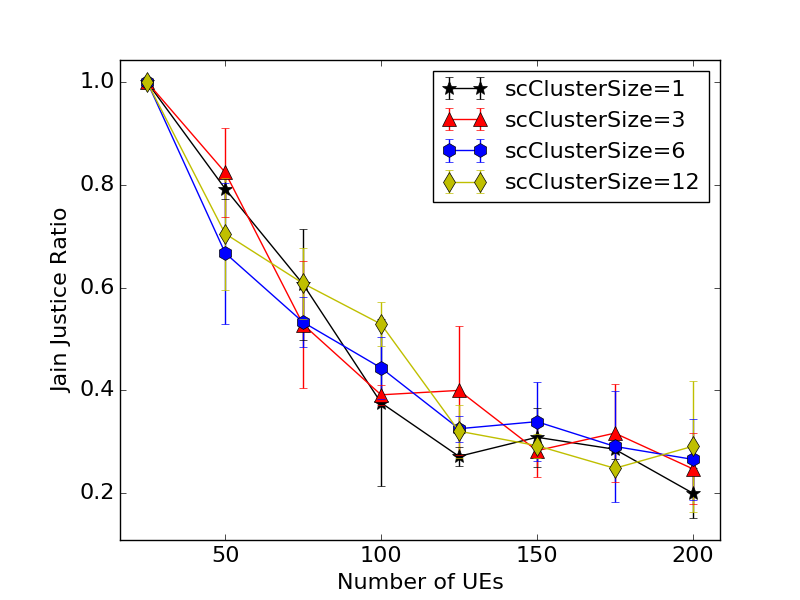 1.0
0.8
0.6
0.4
0.2
Jain Justice Ratio
scClusterSize=1
scClusterSize=3
scClusterSize=6
scClusterSize=12
50
100
150
200
Number of UEs